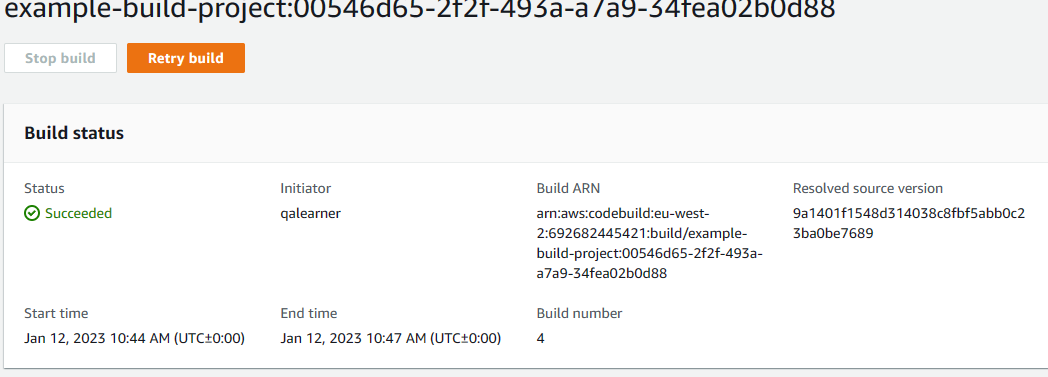 example-build-project:00546d65-2f2f-493a-a7a9-34fea02b0d88
Stop build
Retry build
Build status
Status
Succeeded
Initiator
qalearner
Build ARN
arn:aws:codebuild:eu-west-
2:692682445421:build/example-
build-project:00546d65-2f2f-493a-
a7a9-34fea02b0d88
Resolved source version
9a1401f1548d314038c8fbf5abb0c2
3ba0be7689
Start time
Jan 12, 2023 10:44 AM (UTC±0:00)
End time
Jan 12, 2023 10:47 AM (UTC±0:00)
Build number
4